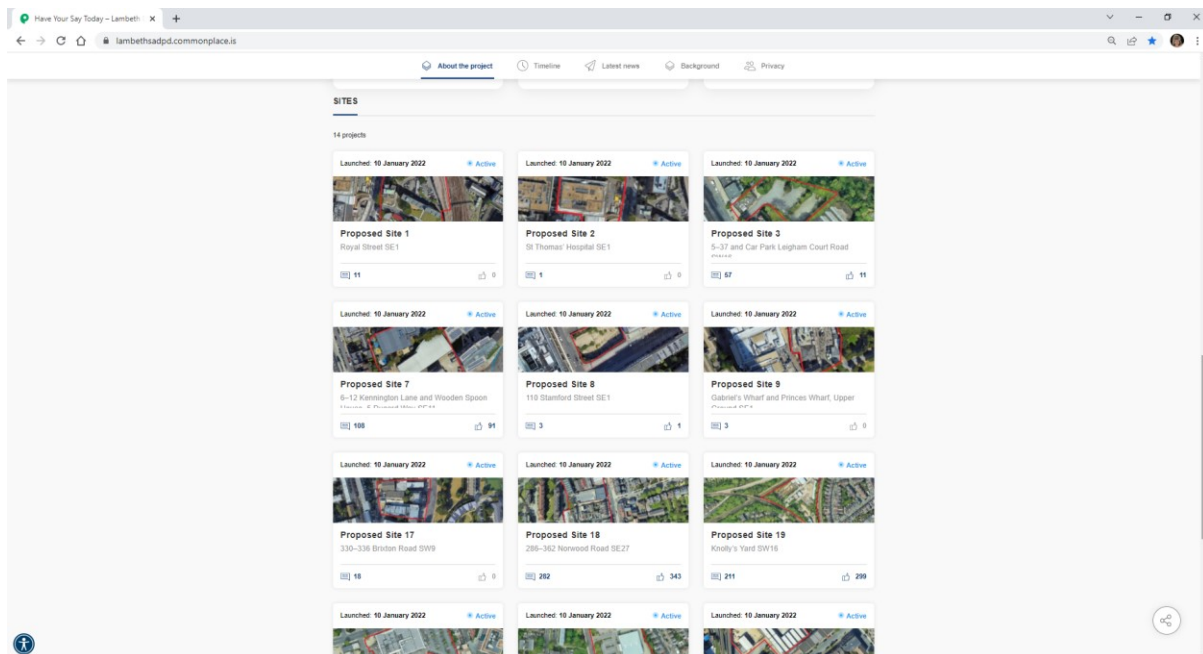 Have Your Say Today – Lambeth
lambethsadpd.commonplace.is
About the project Timeline Latest news Background Privacy
SITES
14 projects
Launched: 10 January 2022 Active
Launched: 10 January 2022 Active
Launched: 10 January 2022 Active
Proposed Site 1
Royal Street SE1
11 0
Proposed Site 2
St Thomas' Hospital SE1
1 0
Proposed Site 3
5–37 and Car Park Leigham Court Road
57 11
Launched: 10 January 2022 Active
Launched: 10 January 2022 Active
Launched: 10 January 2022 Active
Proposed Site 7
6–12 Kennington Lane and Wooden Spoon
108 91
Proposed Site 8
110 Stamford Street SE1
3 1
Proposed Site 9
Gabriel's Wharf and Princes Wharf, Upper
Ground SE1
3 0
Launched: 10 January 2022 Active
Launched: 10 January 2022 Active
Launched: 10 January 2022 Active
Proposed Site 17
330–336 Brixton Road SW9
18 0
Proposed Site 18
286–362 Norwood Road SE27
282 343
Proposed Site 19
Knolly's Yard SW16
211 299
Launched: 10 January 2022 Active
Launched: 10 January 2022 Active
Launched: 10 January 2022 Active